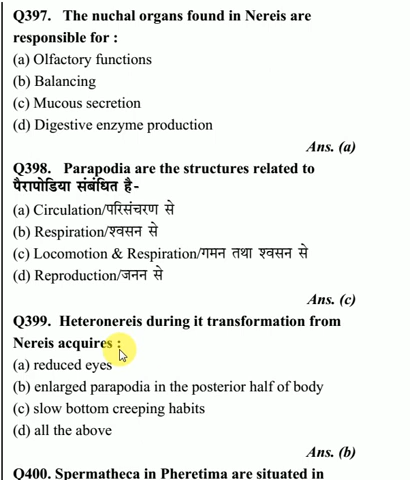 Q397. The nuchal organs found in Nereis are
responsible for :
(a) Olfactory functions
(b) Balancing
(c) Mucous secretion
(d) Digestive enzyme production
Ans. (a)
Q398. Parapodia are the structures related to
पैरापोडिया संबंधित है-
(a) Circulation/परिसंचरण से
(b) Respiration/श्वसन से
(c) Locomotion & Respiration/गमन तथा श्वसन से
(d) Reproduction/जनन से
Ans. (c)
Q399. Heteronereis during it transformation from
Nereis acquires :
(a) reduced eyes
(b) enlarged parapodia in the posterior half of body
(c) slow bottom creeping habits
(d) all the above
Ans. (b)
Q400. Spermatheca in Pheretima are situated in